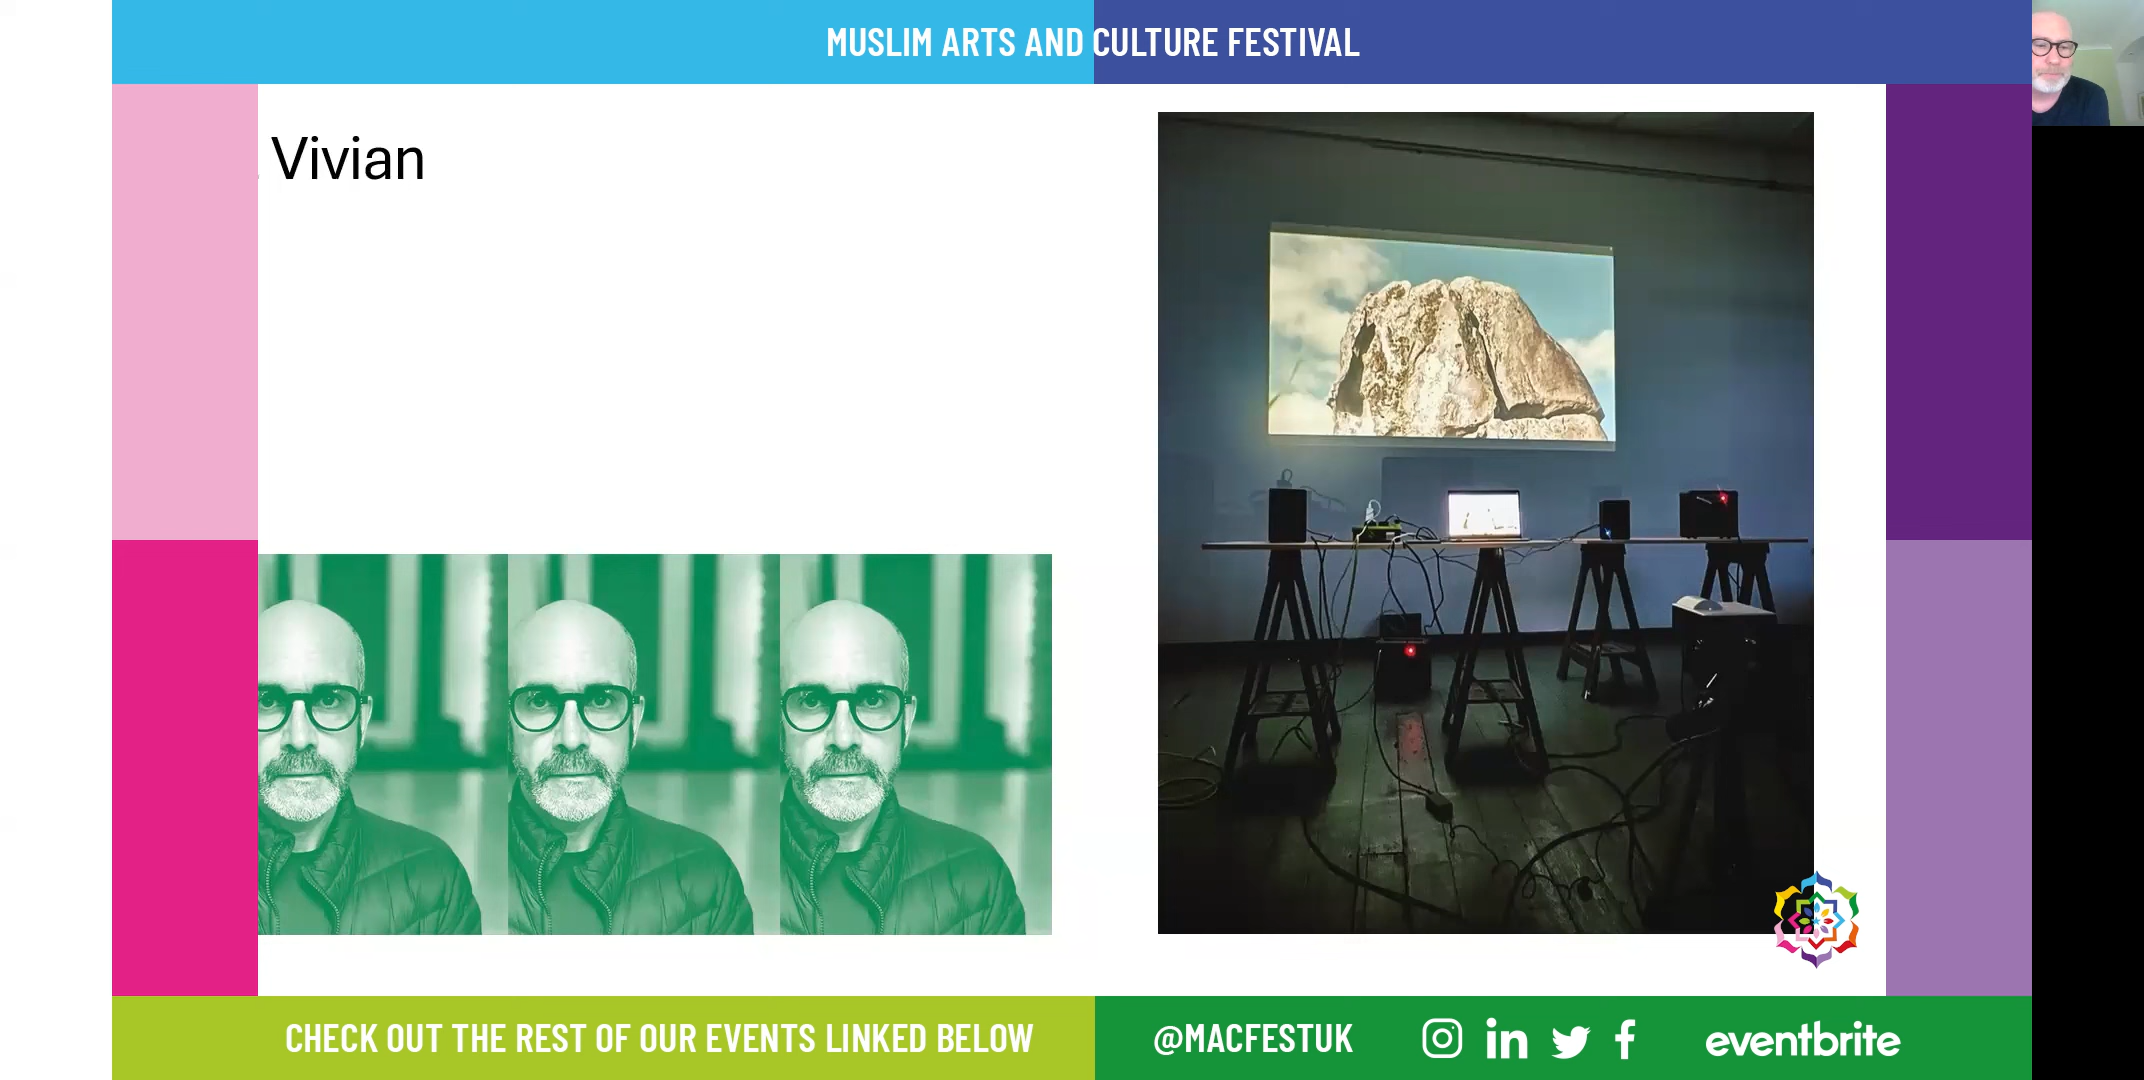 MUSLIM ARTS AND CULTURE FESTIVAL
Vivian
CHECK OUT THE REST OF OUR EVENTS LINKED BELOW
@MACFESTUK
eventbrite